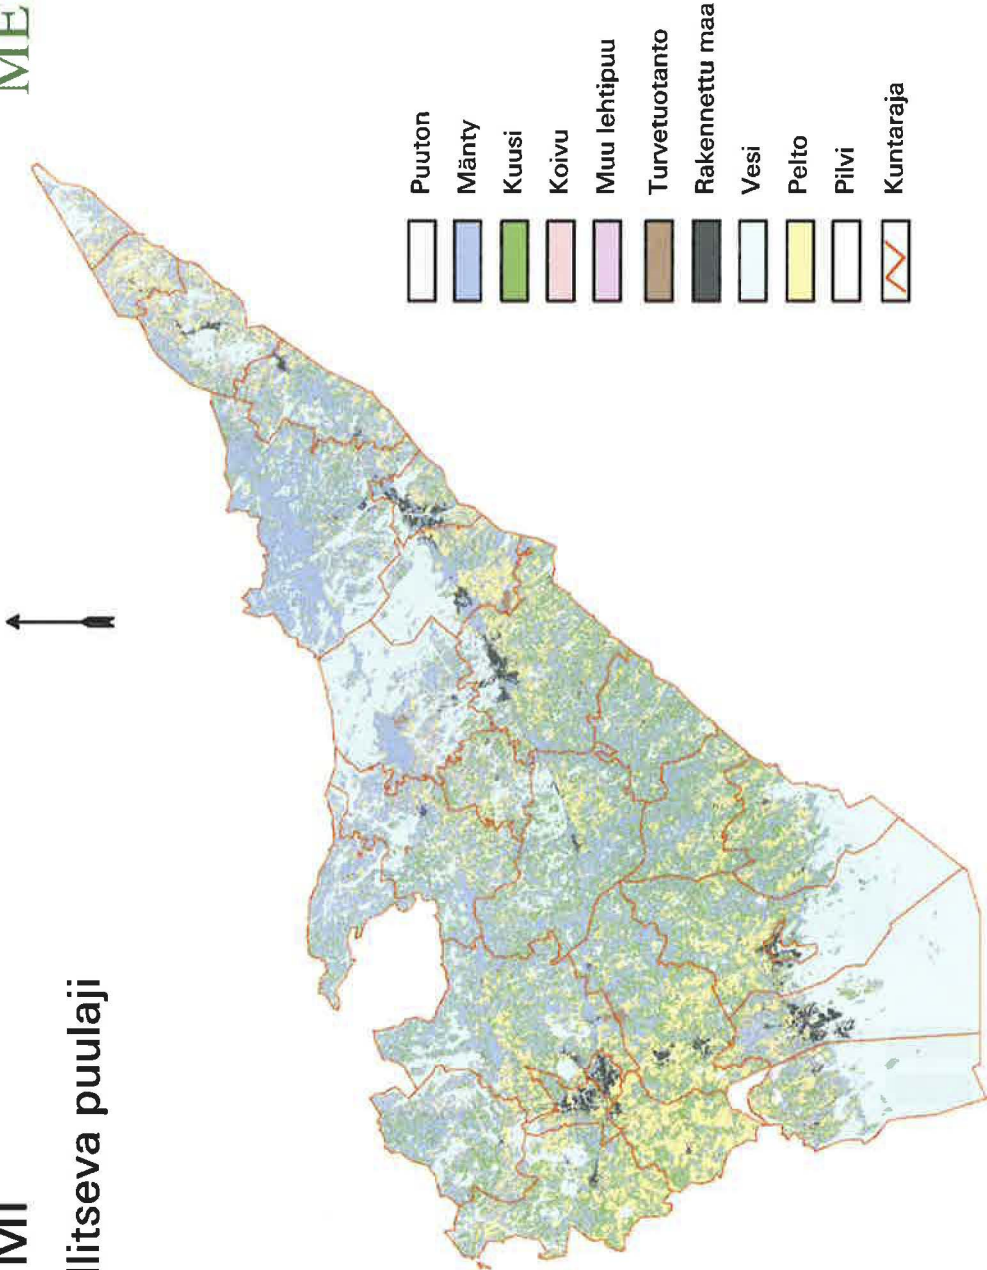 MI
llitseva puulaji
ME
Puuton
Mänty
Kuusi
Koivu
Muu lehtipuu
Turvetuotanto
Rakennettu maa
Vesi
Pelto
Pilvi
Kuntaraja